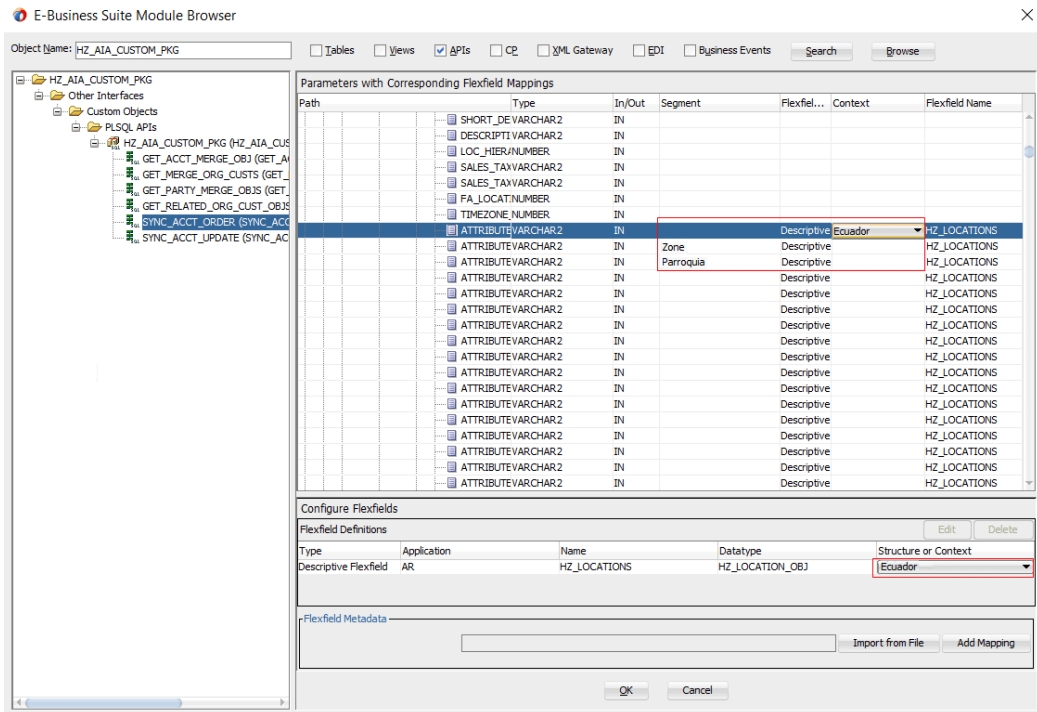 E-Business Suite Module Browser
Object Name: HZ_AIA_CUSTOM_PKG Tables Views APIs CP XML Gateway EDI Business Events Search Browse
HZ_AIA_CUSTOM_PKG
Other Interfaces
Custom Objects
PLSQL APIs
HZ_AIA_CUSTOM_PKG (HZ_AIA_CUS
GET_ACCT_MERGE_OBJ (GET_A
GET_MERGE_ORG_CUSTS (GET_
GET_PARTY_MERGE_OBJS (GET_
GET_RELATED_ORG_CUST_OBJS
SYNC_ACCT_ORDER (SYNC_ACC
SYNC_ACCT_UPDATE (SYNC_AC
Parameters with Corresponding Flexfield Mappings
Path Type In/Out Segment Flexfiel... Context Flexfield Name
SHORT_DE VARCHAR2 IN
DESCRIPTI VARCHAR2 IN
LOC_HIER NUMBER IN
SALES_TAX VARCHAR2 IN
SALES_TAX VARCHAR2 IN
FA_LOCAT NUMBER IN
TIMEZONE_ NUMBER IN
ATTRIBUTE VARCHAR2 IN Descriptive Ecuador HZ_LOCATIONS
ATTRIBUTE VARCHAR2 IN Zone Descriptive HZ_LOCATIONS
ATTRIBUTE VARCHAR2 IN Parroquia Descriptive HZ_LOCATIONS
ATTRIBUTE VARCHAR2 IN Descriptive HZ_LOCATIONS
ATTRIBUTE VARCHAR2 IN Descriptive HZ_LOCATIONS
ATTRIBUTE VARCHAR2 IN Descriptive HZ_LOCATIONS
ATTRIBUTE VARCHAR2 IN Descriptive HZ_LOCATIONS
ATTRIBUTE VARCHAR2 IN Descriptive HZ_LOCATIONS
ATTRIBUTE VARCHAR2 IN Descriptive HZ_LOCATIONS
ATTRIBUTE VARCHAR2 IN Descriptive HZ_LOCATIONS
ATTRIBUTE VARCHAR2 IN Descriptive HZ_LOCATIONS
ATTRIBUTE VARCHAR2 IN Descriptive HZ_LOCATIONS
ATTRIBUTE VARCHAR2 IN Descriptive HZ_LOCATIONS
ATTRIBUTE VARCHAR2 IN Descriptive HZ_LOCATIONS
ATTRIBUTE VARCHAR2 IN Descriptive HZ_LOCATIONS
ATTRIBUTE VARCHAR2 IN Descriptive HZ_LOCATIONS
ATTRIBUTE VARCHAR2 IN Descriptive HZ_LOCATIONS
Configure Flexfields
Flexfield Definitions Edit Delete
Type Application Name Datatype Structure or Context
Descriptive Flexfield AR HZ_LOCATIONS HZ_LOCATION_OBJ Ecuador
Flexfield Metadata
Import from File Add Mapping
OK Cancel